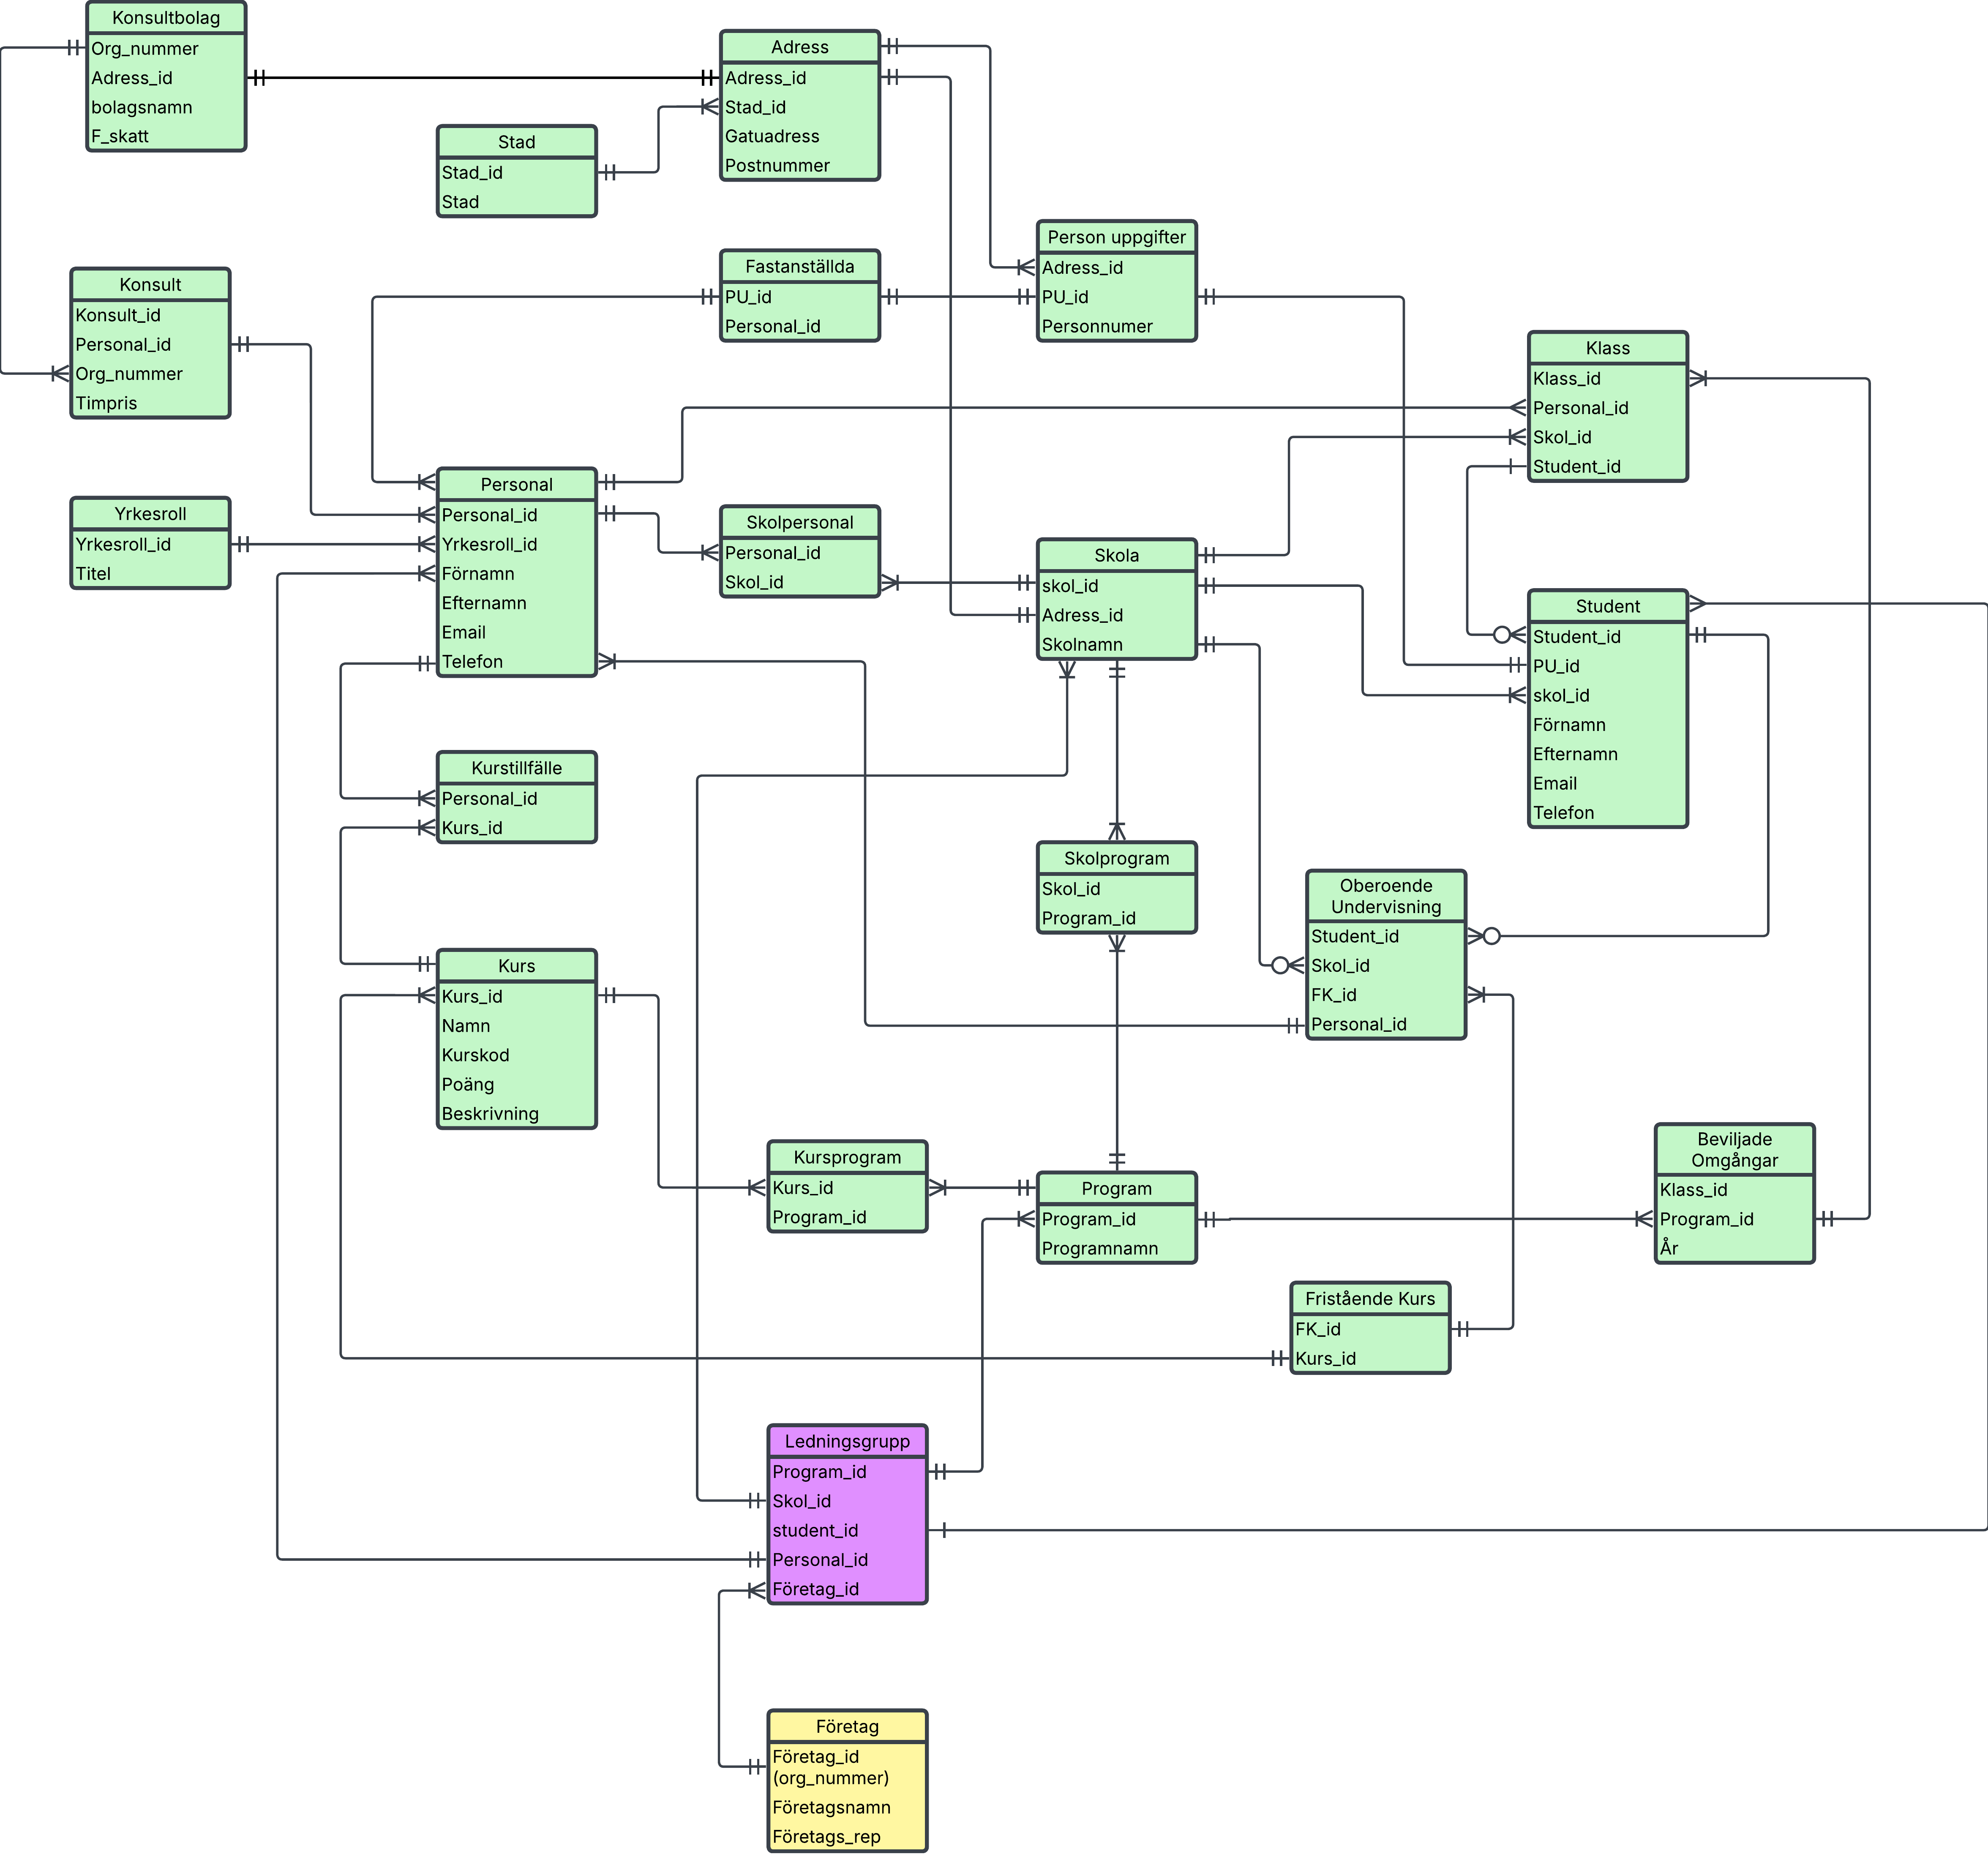 Konsultbolag
Org_nummer
Adress_id
bolagsnamn
F_skatt
Adress
Adress_id
Stad_id
Gatuadress
Postnummer
Stad
Stad_id
Stad
Person uppgifter
Adress_id
PU_id
Personnumer
Fastanställda
PU_id
Personal_id
Konsult
Konsult_id
Personal_id
Org_nummer
Timpris
Klass
Klass_id
Personal_id
Skol_id
Student_id
Personal
Personal_id
Yrkesroll_id
Förnamn
Efternamn
Email
Telefon
Yrkesroll
Yrkesroll_id
Titel
Skolpersonal
Personal_id
Skol_id
Skola
skol_id
Adress_id
Skolnamn
Student
Student_id
PU_id
skol_id
Förnamn
Efternamn
Email
Telefon
Kurstillfälle
Personal_id
Kurs_id
Skolprogram
Skol_id
Program_id
Oberoende
Undervisning
Student_id
Skol_id
FK_id
Personal_id
Kurs
Kurs_id
Namn
Kurskod
Poäng
Beskrivning
Kursprogram
Kurs_id
Program_id
Program
Program_id
Programnamn
Beviljade
Omgångar
Klass_id
Program_id
År
Fristående Kurs
FK_id
Kurs_id
Ledningsgrupp
Program_id
Skol_id
student_id
Personal_id
Företag_id
Företag
Företag_id
(org_nummer)
Företagsnamn
Företags_rep